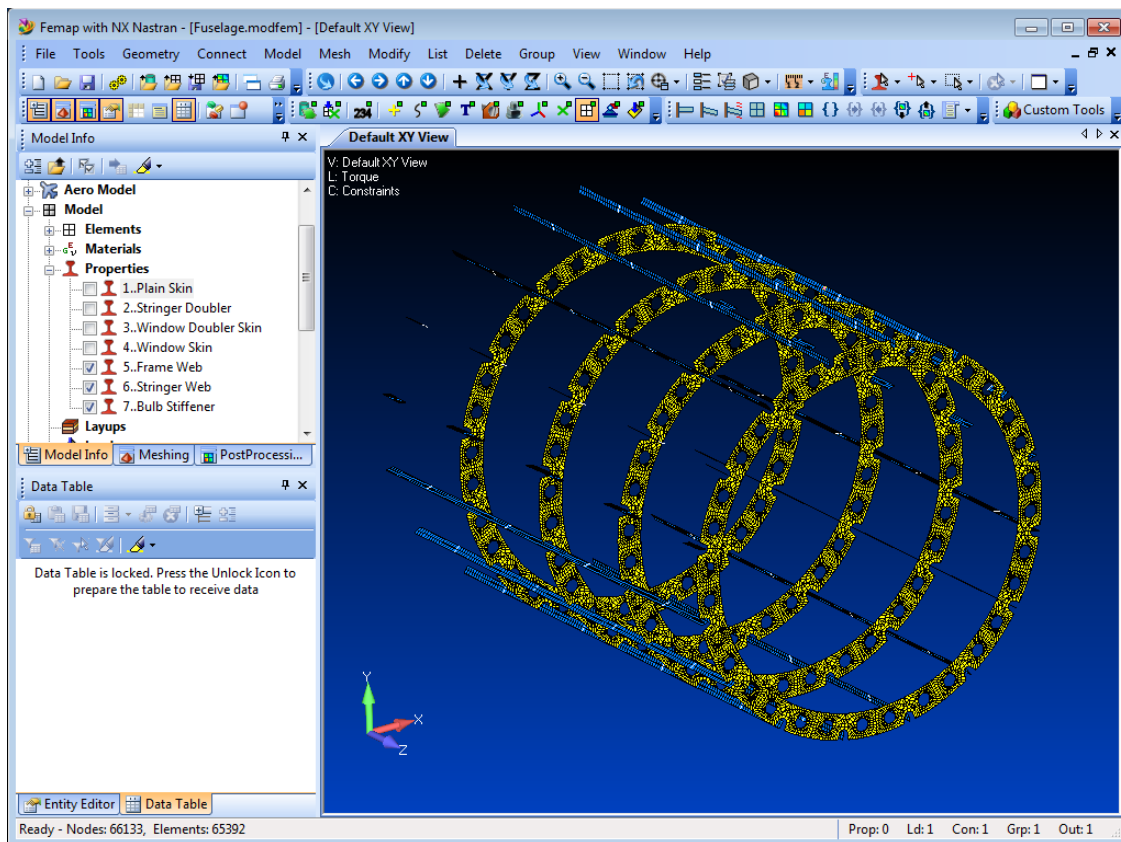 Femap with NX Nastran - [Fuselage.modfem] - [Default XY View]
File Tools Geometry Connect Model Mesh Modify List Delete Group View Window Help
234 T Custom Tools
Model Info
Default XY View
Aero Model
Model
Elements
Materials
Properties
1..Plain Skin
2..Stringer Doubler
3..Window Doubler Skin
4..Window Skin
5..Frame Web
6..Stringer Web
7..Bulb Stiffener
Layups
Model Info Meshing PostProcessi...
Data Table
Data Table is locked. Press the Unlock Icon to
prepare the table to receive data
Entity Editor Data Table
V: Default XY View
L: Torque
C: Constraints
Y
X
Z
Ready - Nodes: 66133, Elements: 65392 Prop: 0 Ld: 1 Con: 1 Grp: 1 Out: 1